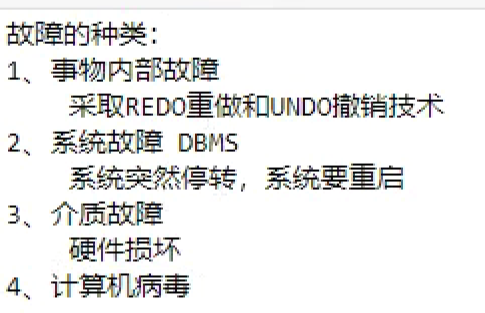 故障的种类：
1、事物内部故障
采取REDO重做和UNDO撤销技术
2、系统故障 DBMS
系统突然停转，系统要重启
3、介质故障
硬件损坏
4、计算机病毒